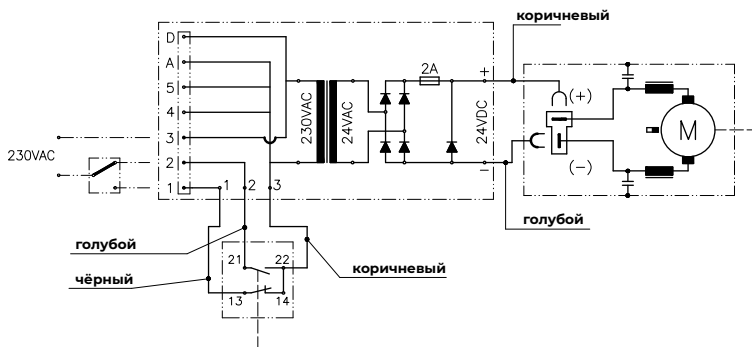 коричневый
D
A
5
4
3
2
1
230VAC
1 2 3
230VAC
24VAC
2A
+
24VDC
−
(+)
(−)
M
голубой
голубой
чёрный
коричневый
21 22
13 14